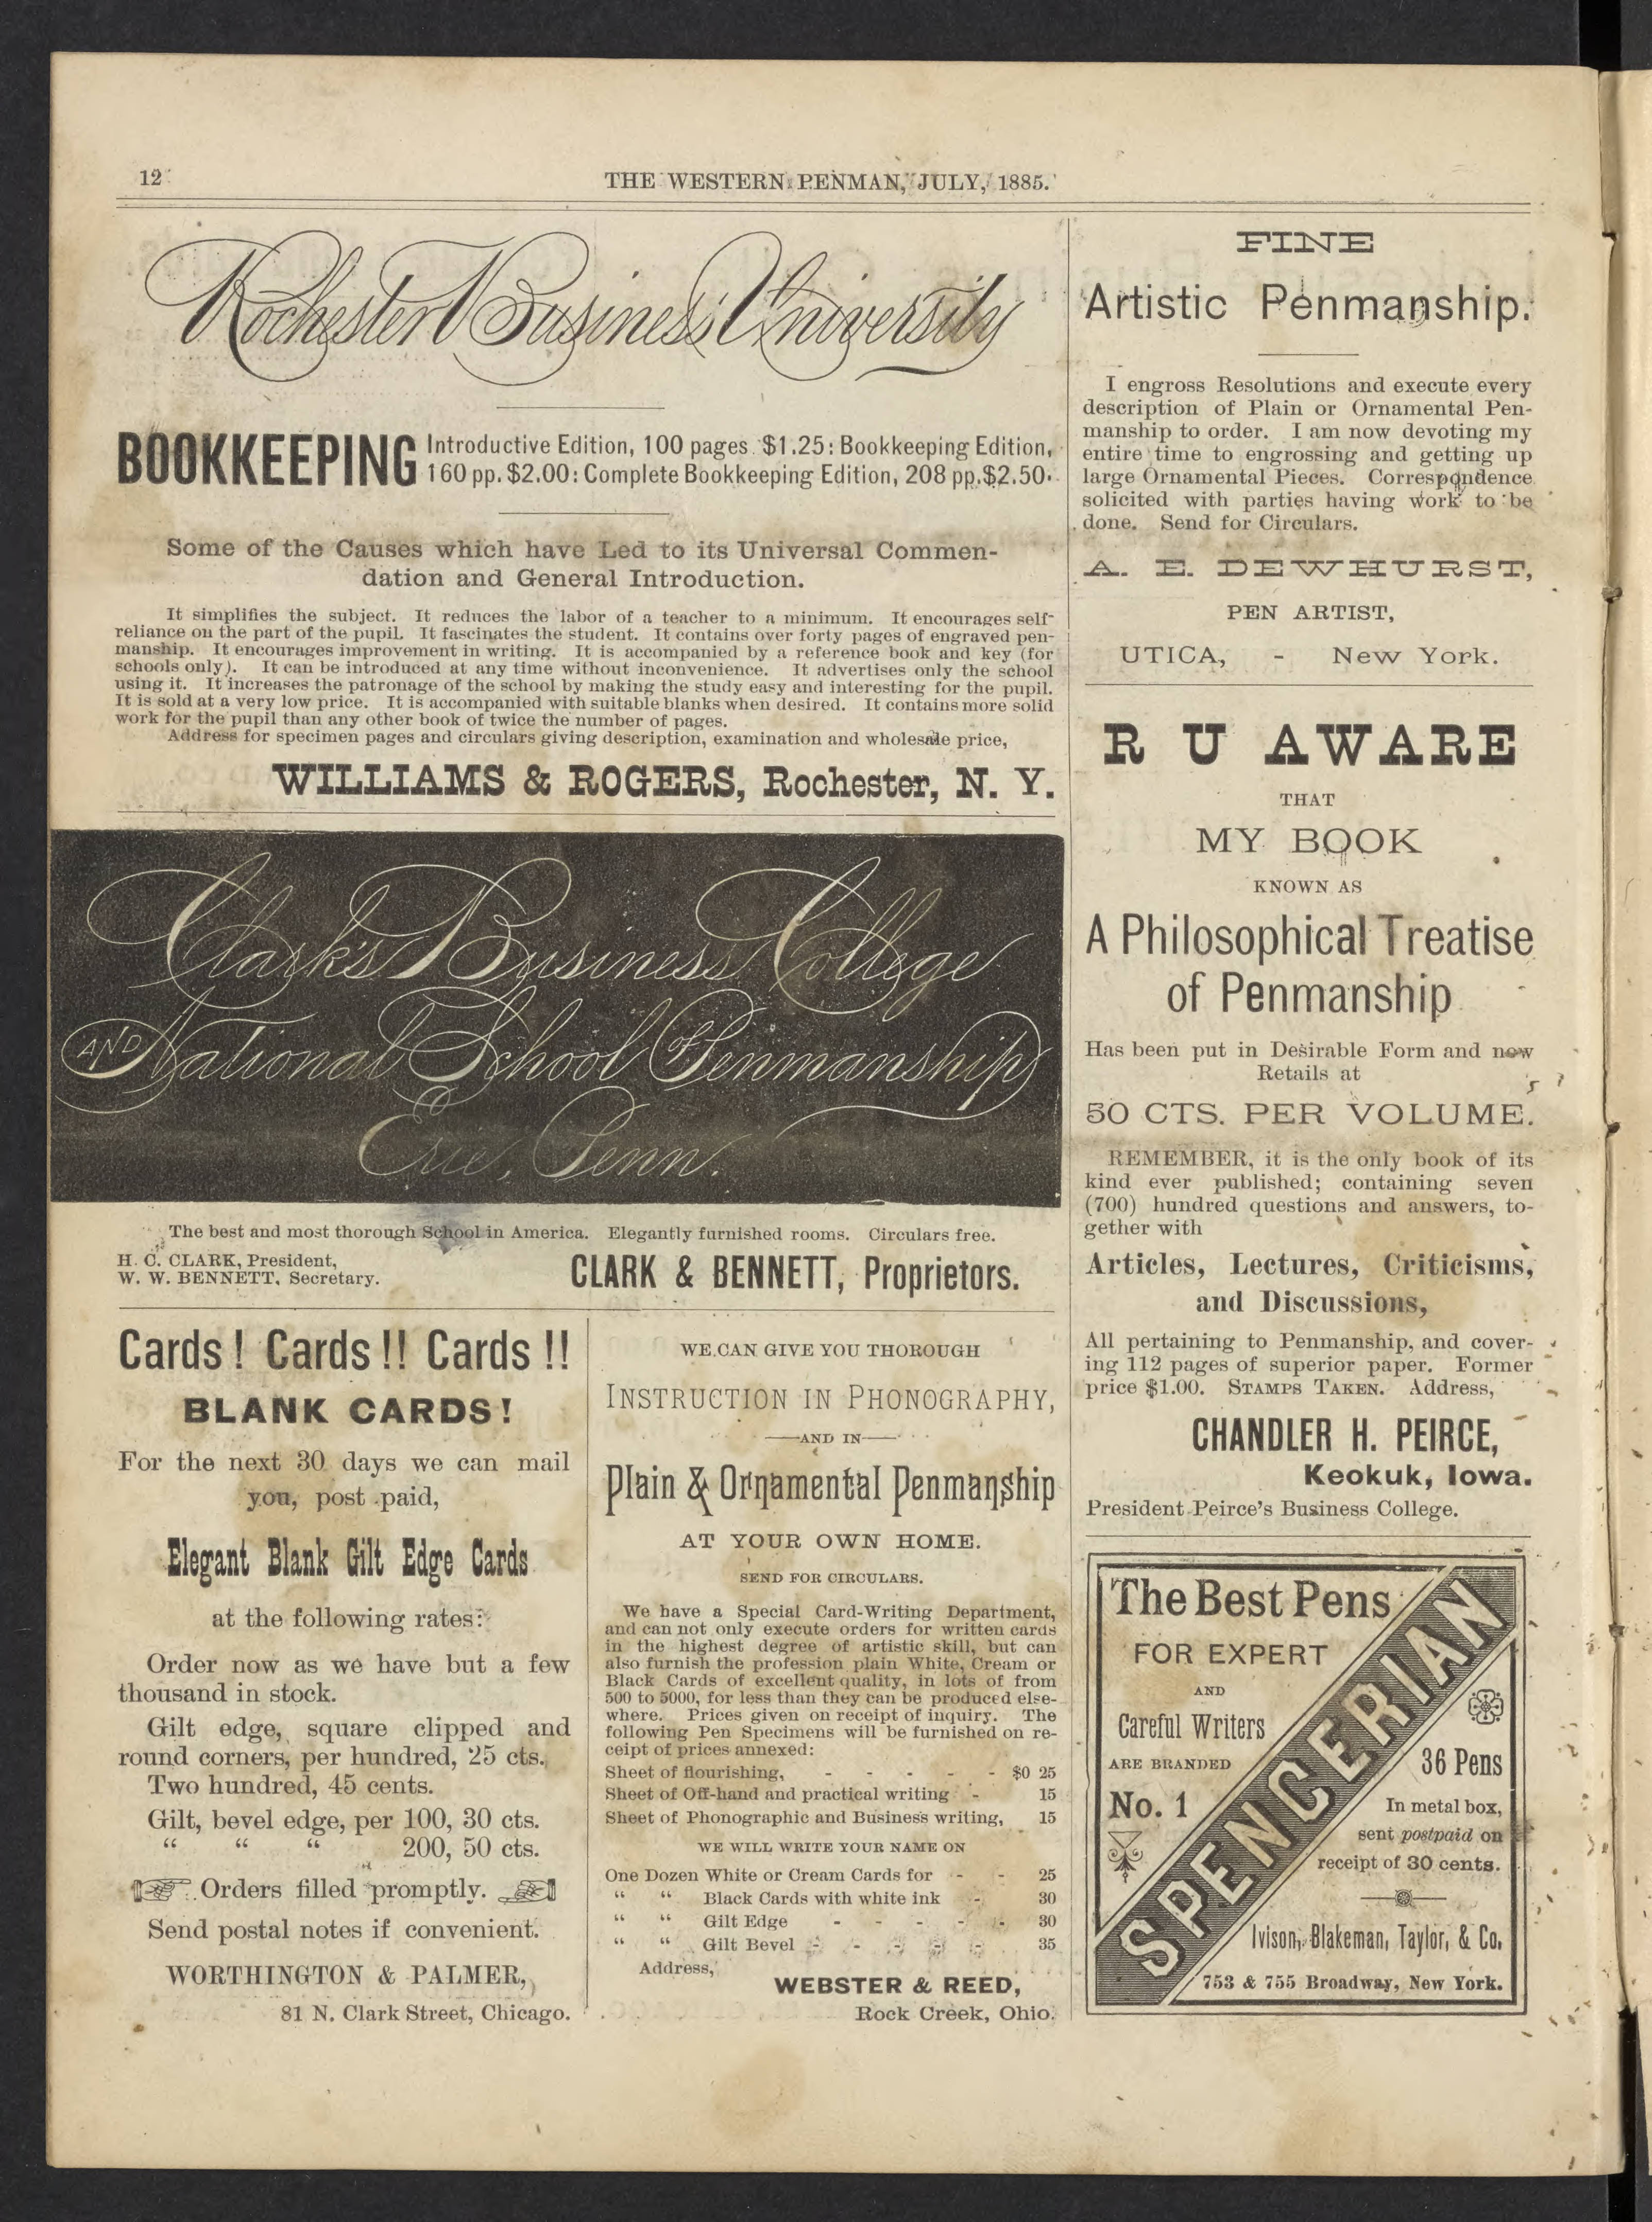 12
THE WESTERN PENMAN, JULY, 1885.
Rochester Business University
BOOKKEEPING
Introductive Edition, 100 pages $1.25: Bookkeeping Edition,
160 pp. $2.00: Complete Bookkeeping Edition, 208 pp. $2.50.
Some of the Causes which have Led to its Universal Commen-
dation and General Introduction.
It simplifies the subject. It reduces the labor of a teacher to a minimum. It encourages self-
reliance on the part of the pupil. It fascinates the student. It contains over forty pages of engraved pen-
manship. It encourages improvement in writing. It is accompanied by a reference book and key (for
schools only). It can be introduced at any time without inconvenience. It advertises only the school
using it. It increases the patronage of the school by making the study easy and interesting for the pupil.
It is sold at a very low price. It is accompanied with suitable blanks when desired. It contains more solid
work for the pupil than any other book of twice the number of pages.
Address for specimen pages and circulars giving description, examination and wholesale price,
WILLIAMS & ROGERS, Rochester, N. Y.
Clark's Business College
AND National School of Penmanship
Erie, Penn.
The best and most thorough School in America. Elegantly furnished rooms. Circulars free.
H. C. CLARK, President,
W. W. BENNETT, Secretary.
CLARK & BENNETT, Proprietors.
Cards! Cards!! Cards!!
BLANK CARDS!
For the next 30 days we can mail
you, post paid,
Elegant Blank Gilt Edge Cards
at the following rates:
Order now as we have but a few
thousand in stock.
Gilt edge, square clipped and
round corners, per hundred, 25 cts.
Two hundred, 45 cents.
Gilt, bevel edge, per 100, 30 cts.
“ “ “ 200, 50 cts.
Orders filled promptly.
Send postal notes if convenient.
WORTHINGTON & PALMER,
81 N. Clark Street, Chicago.
WE CAN GIVE YOU THOROUGH
INSTRUCTION IN PHONOGRAPHY,
—AND IN—
Plain & Ornamental Penmanship
AT YOUR OWN HOME.
SEND FOR CIRCULARS.
We have a Special Card-Writing Department,
and can not only execute orders for written cards
in the highest degree of artistic skill, but can
also furnish the profession plain White, Cream or
Black Cards of excellent quality, in lots of from
500 to 5000, for less than they can be produced else-
where. Prices given on receipt of inquiry. The
following Pen Specimens will be furnished on re-
ceipt of prices annexed:
Sheet of flourishing, - - - - - $0 25
Sheet of Off-hand and practical writing - 15
Sheet of Phonographic and Business writing, 15
WE WILL WRITE YOUR NAME ON
One Dozen White or Cream Cards for - - 25
“ “ Black Cards with white ink - 30
“ “ Gilt Edge - - - - - 30
“ “ Gilt Bevel - - - - - 35
Address,
WEBSTER & REED,
Rock Creek, Ohio.
FINE
Artistic Penmanship.
I engross Resolutions and execute every
description of Plain or Ornamental Pen-
manship to order. I am now devoting my
entire time to engrossing and getting up
large Ornamental Pieces. Correspondence
solicited with parties having work to be
done. Send for Circulars.
A. E. DEWHURST,
PEN ARTIST,
UTICA, - New York.
R U AWARE
THAT
MY BOOK
KNOWN AS
A Philosophical Treatise
of Penmanship
Has been put in Desirable Form and now
Retails at
50 CTS. PER VOLUME.
REMEMBER, it is the only book of its
kind ever published; containing seven
(700) hundred questions and answers, to-
gether with
Articles, Lectures, Criticisms,
and Discussions,
All pertaining to Penmanship, and cover-
ing 112 pages of superior paper. Former
price $1.00. STAMPS TAKEN. Address,
CHANDLER H. PEIRCE,
Keokuk, Iowa.
President Peirce's Business College.
The Best Pens
FOR EXPERT
AND
Careful Writers
ARE BRANDED
No. 1
SPENCERIAN
36 Pens
In metal box,
sent postpaid on
receipt of 30 cents.
Ivison, Blakeman, Taylor, & Co.
753 & 755 Broadway, New York.